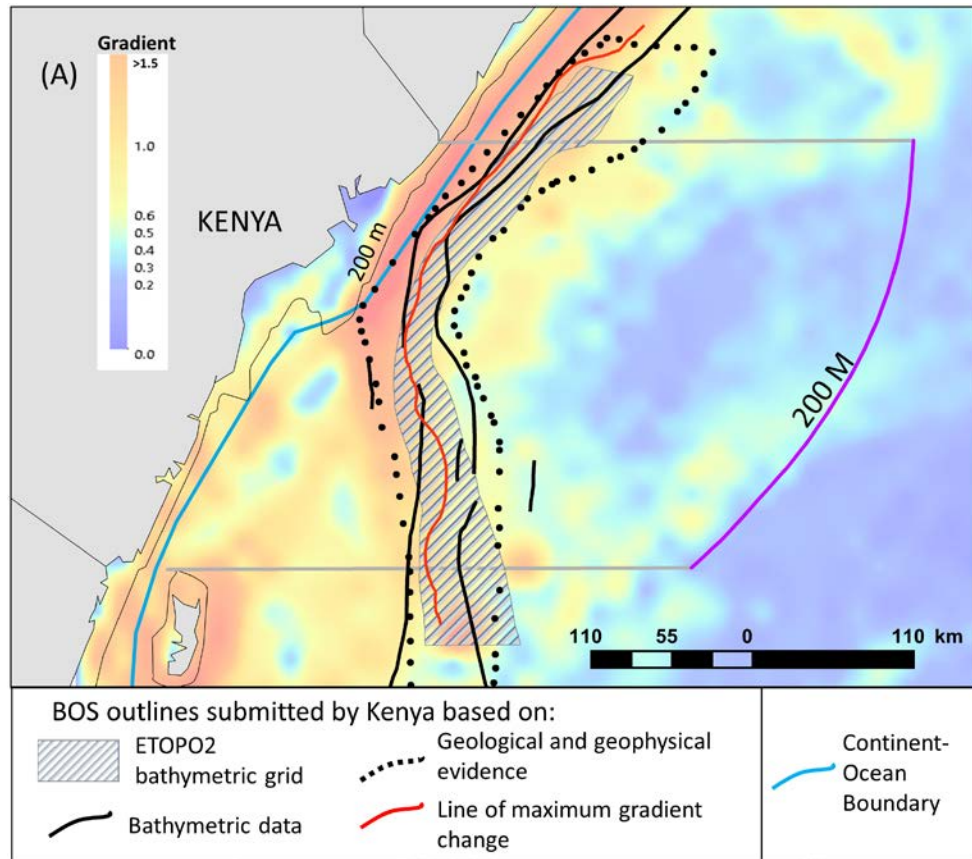 Gradient
(A)
>1.5
1.0
0.6
0.5
0.4
0.3
0.2
0.0
KENYA
200 m
200 M
110 55 0 110 km
BOS outlines submitted by Kenya based on:
ETOPO2
bathymetric grid
Geological and geophysical
evidence
Bathymetric data
Line of maximum gradient
change
Continent-
Ocean
Boundary